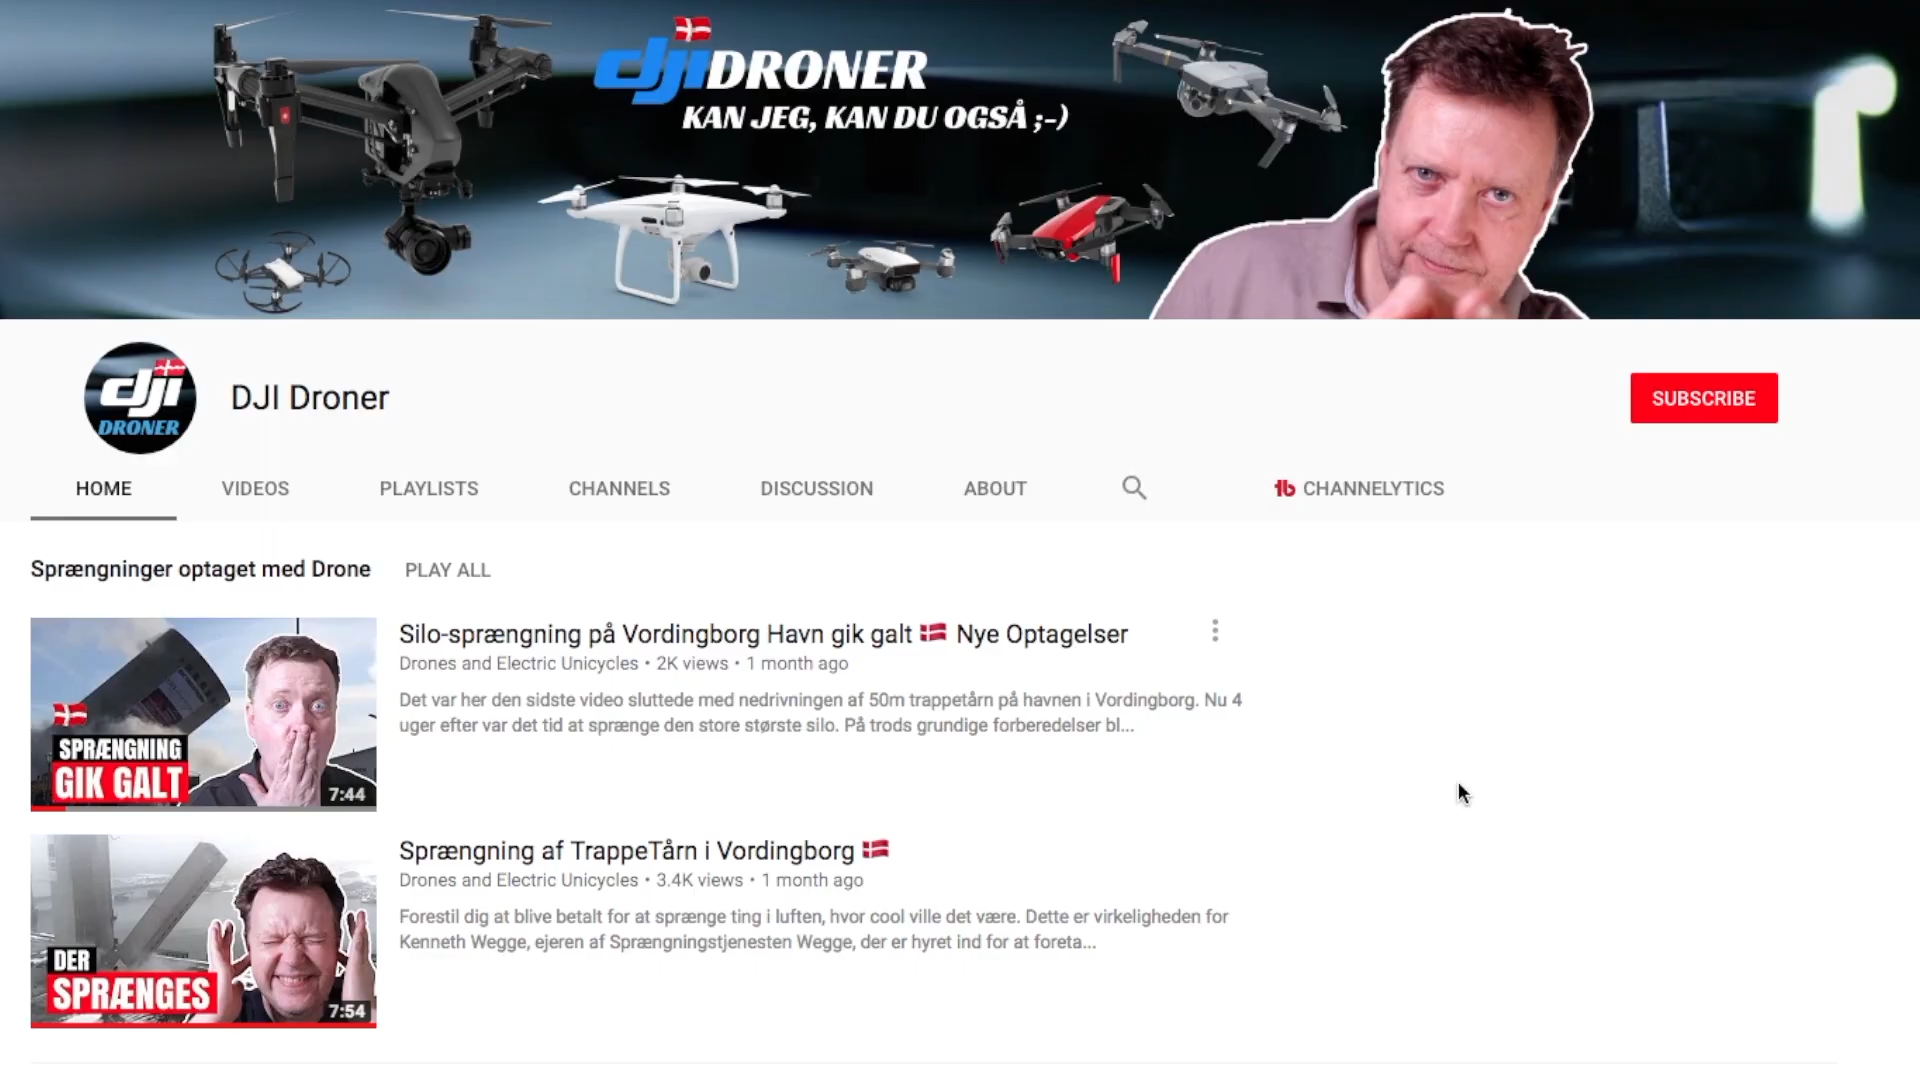 dji DRONER
KAN JEG, KAN DU OGSÅ ;-)
dji
DRONER
DJI Droner
SUBSCRIBE
HOME VIDEOS PLAYLISTS CHANNELS DISCUSSION ABOUT tb CHANNELYTICS
Sprængninger optaget med Drone PLAY ALL
SPRÆNGNING
GIK GALT
7:44
Silo-sprængning på Vordingborg Havn gik galt 🇩🇰 Nye Optagelser
Drones and Electric Unicycles • 2K views • 1 month ago
Det var her den sidste video sluttede med nedrivningen af 50m trappetårn på havnen i Vordingborg. Nu 4
uger efter var det tid at sprænge den store største silo. På trods grundige forberedelser bl...
DER
SPRÆNGES
7:54
Sprængning af TrappeTårn i Vordingborg 🇩🇰
Drones and Electric Unicycles • 3.4K views • 1 month ago
Forestil dig at blive betalt for at sprænge ting i luften, hvor cool ville det være. Dette er virkeligheden for
Kenneth Wegge, ejeren af Sprængningstjenesten Wegge, der er hyret ind for at foreta...